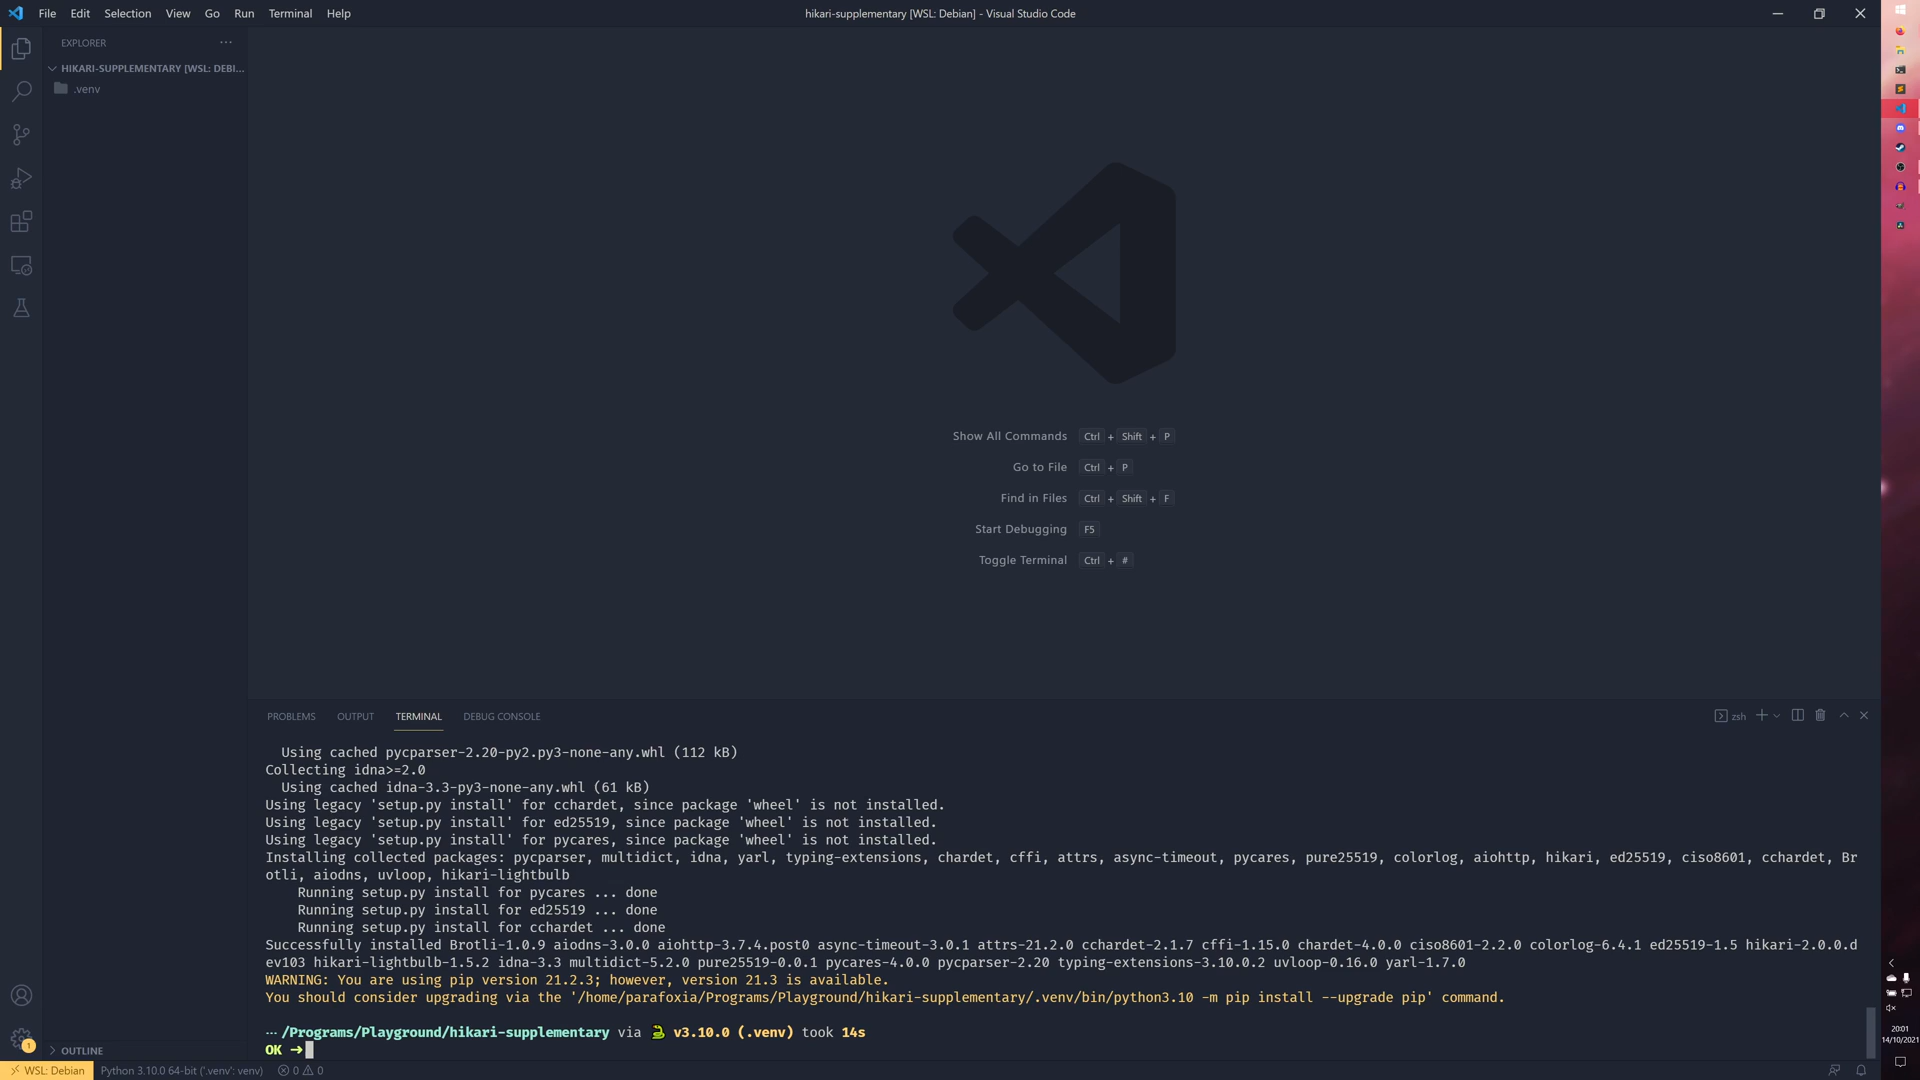 File Edit Selection View Go Run Terminal Help
hikari-supplementary [WSL: Debian] - Visual Studio Code
EXPLORER
HIKARI-SUPPLEMENTARY [WSL: DEBI...
.venv
Show All Commands Ctrl + Shift + P
Go to File Ctrl + P
Find in Files Ctrl + Shift + F
Start Debugging F5
Toggle Terminal Ctrl + #
PROBLEMS OUTPUT TERMINAL DEBUG CONSOLE
zsh
Using cached pycparser-2.20-py2.py3-none-any.whl (112 kB)
Collecting idna>=2.0
Using cached idna-3.3-py3-none-any.whl (61 kB)
Using legacy 'setup.py install' for cchardet, since package 'wheel' is not installed.
Using legacy 'setup.py install' for ed25519, since package 'wheel' is not installed.
Using legacy 'setup.py install' for pycares, since package 'wheel' is not installed.
Installing collected packages: pycparser, multidict, idna, yarl, typing-extensions, chardet, cffi, attrs, async-timeout, pycares, pure25519, colorlog, aiohttp, hikari, ed25519, ciso8601, cchardet, Br
otli, aiodns, uvloop, hikari-lightbulb
Running setup.py install for pycares ... done
Running setup.py install for ed25519 ... done
Running setup.py install for cchardet ... done
Successfully installed Brotli-1.0.9 aiodns-3.0.0 aiohttp-3.7.4.post0 async-timeout-3.0.1 attrs-21.2.0 cchardet-2.1.7 cffi-1.15.0 chardet-4.0.0 ciso8601-2.2.0 colorlog-6.4.1 ed25519-1.5 hikari-2.0.0.d
ev103 hikari-lightbulb-1.5.2 idna-3.3 multidict-5.2.0 pure25519-0.0.1 pycares-4.0.0 pycparser-2.20 typing-extensions-3.10.0.2 uvloop-0.16.0 yarl-1.7.0
WARNING: You are using pip version 21.2.3; however, version 21.3 is available.
You should consider upgrading via the '/home/parafoxia/Programs/Playground/hikari-supplementary/.venv/bin/python3.10 -m pip install --upgrade pip' command.
… /Programs/Playground/hikari-supplementary via 🐍 v3.10.0 (.venv) took 14s
OK ➜
OUTLINE
1
WSL: Debian Python 3.10.0 64-bit ('.venv': venv) 0 0
20:01
14/10/2021